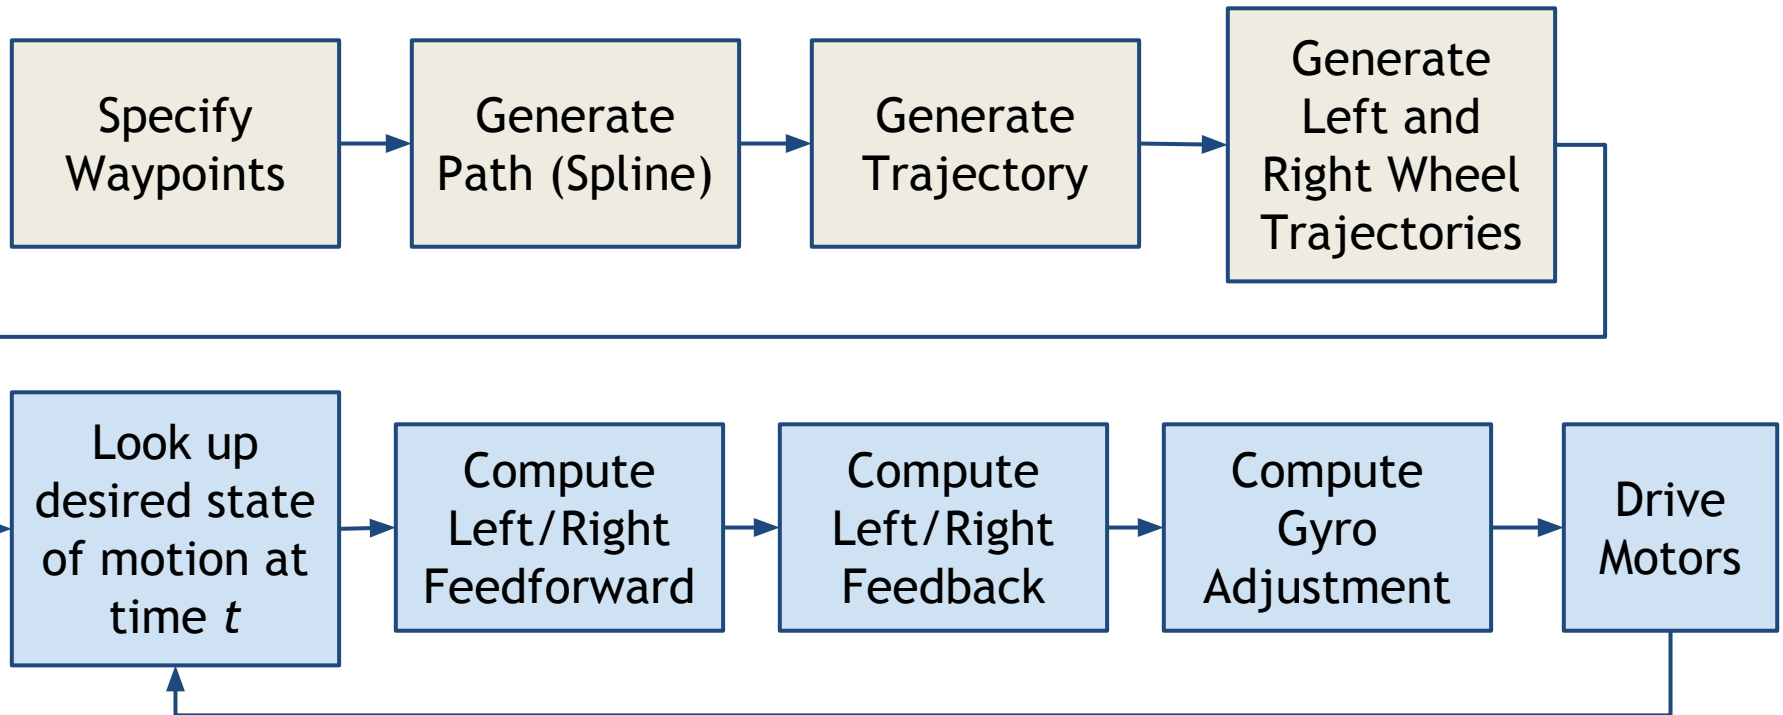 Specify
Waypoints
Generate
Path (Spline)
Generate
Trajectory
Generate
Left and
Right Wheel
Trajectories
Look up
desired state
of motion at
time t
Compute
Left/Right
Feedforward
Compute
Left/Right
Feedback
Compute
Gyro
Adjustment
Drive
Motors